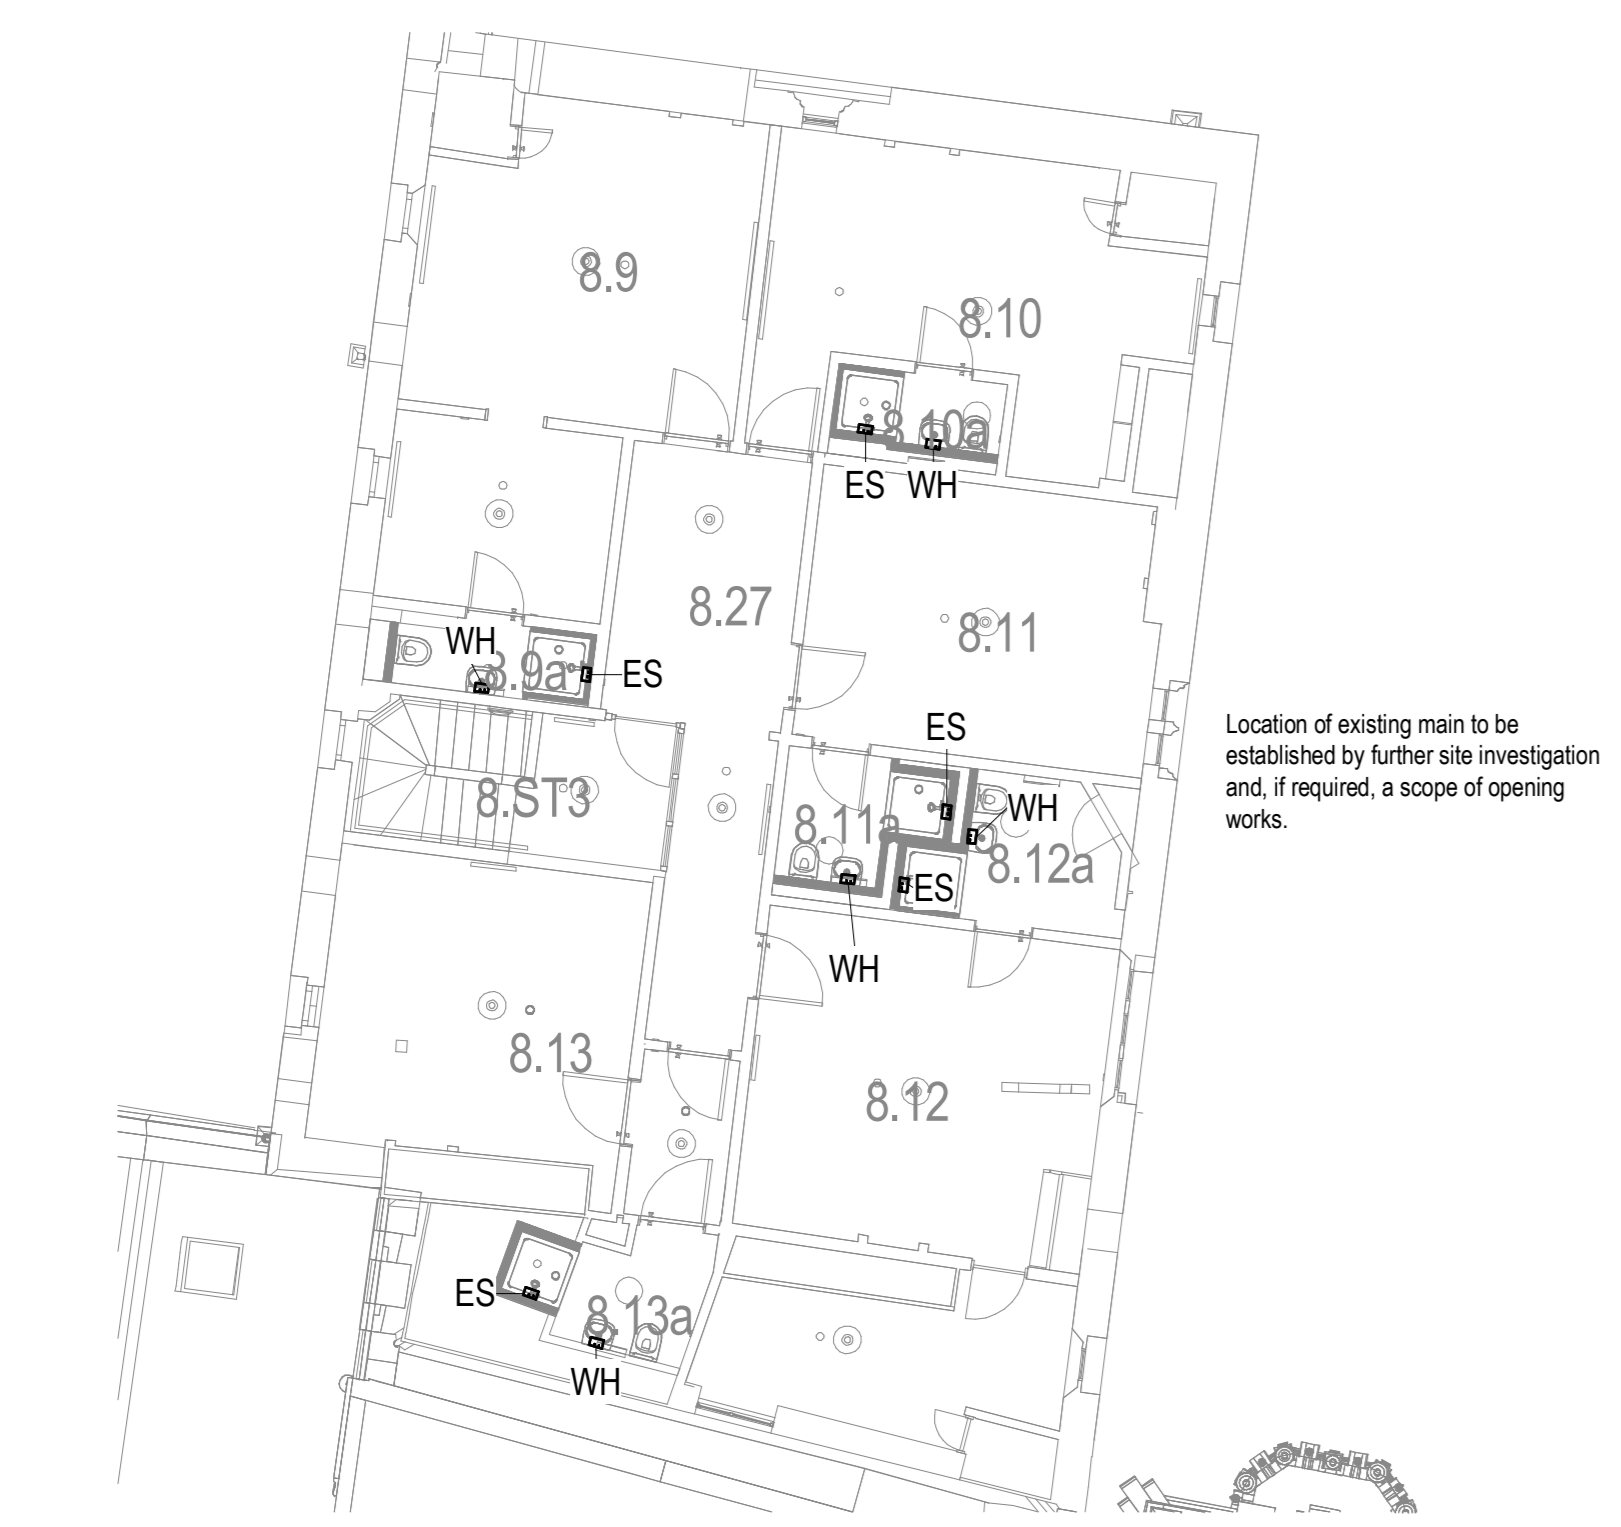 8.9
8.10
8.10a
ES
WH
8.27
8.11
WH
8.9a
ES
ES
8.ST3
WH
8.11a
8.12a
ES
WH
8.13
8.12
ES
8.13a
WH
Location of existing main to be
established by further site investigation
and, if required, a scope of opening
works.